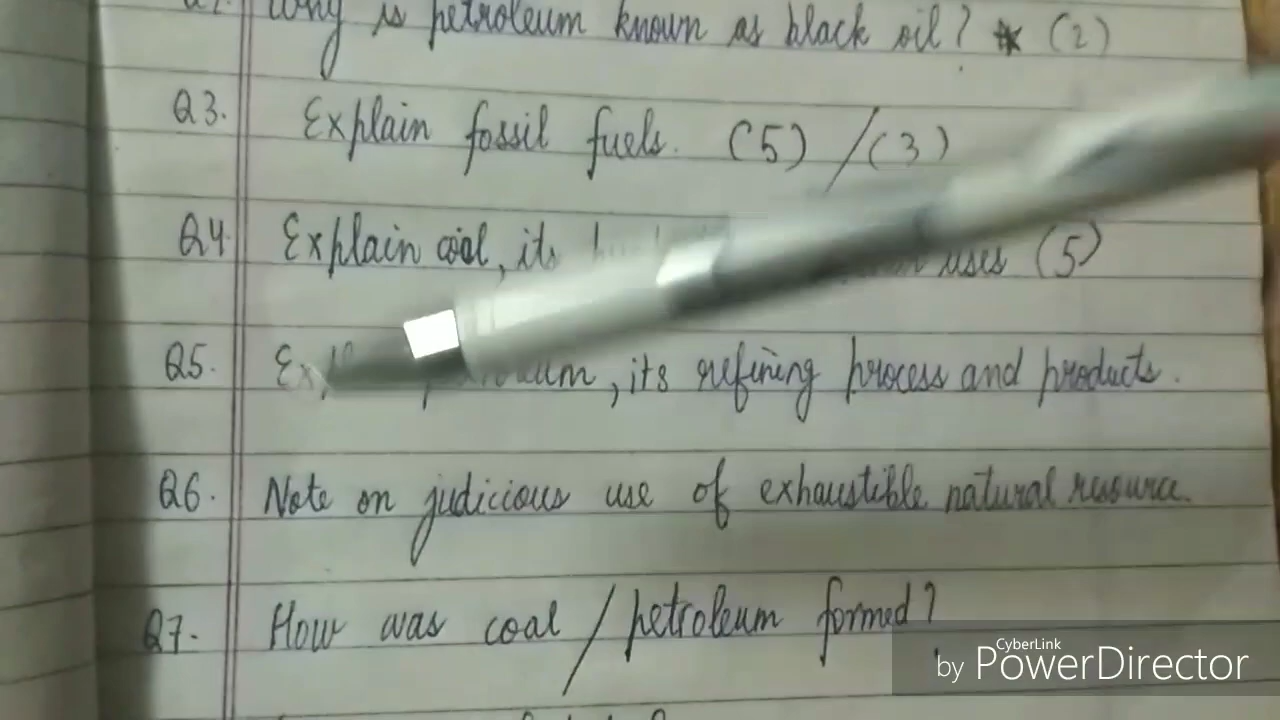 Why is petroleum known as black oil? * (2)
Q3. Explain fossil fuels. (5) / (3)
Q4. Explain coal, its uses (5)
Q5. its refining process and products.
Q6. Note on judicious use of exhaustible natural resource.
Q7. How was coal / petroleum formed?
CyberLink
by PowerDirector